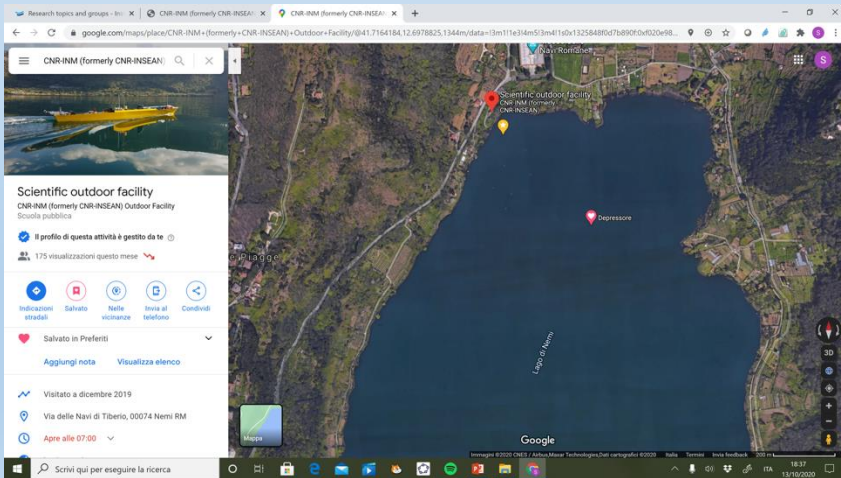 Research topics and groups - Ins
CNR-INM (formerly CNR-INSEAN
CNR-INM (formerly CNR-INSEAN
google.com/maps/place/CNR-INM+(formerly+CNR-INSEAN)+Outdoor+Facility/@41.7164184,12.6978825,1344m/data=
S
CNR-INM (formerly CNR-INSEAN)
Scientific outdoor facility
CNR-INM (formerly CNR-INSEAN) Outdoor Facility
Scuola pubblica
Il profilo di questa attività è gestito da te
175 visualizzazioni questo mese
Indicazioni stradali
Salvato
Nelle vicinanze
Invia al telefono
Condividi
Salvato in Preferiti
Aggiungi nota Visualizza elenco
Visitato a dicembre 2019
Via delle Navi di Tiberio, 00074 Nemi RM
Apre alle 07:00
Navi Romane
Scientific outdoor facility
CNR-INM (formerly
CNR-INSEAN
Depressore
e Piagge
Lago di Nemi
S
3D
Mappa
Google
Immagini ©2020 CNES / Airbus,Maxar Technologies,Dati cartografici ©2020 Italia Termini Invia feedback 200 m
Scrivi qui per eseguire la ricerca
ITA
18:37
13/10/2020